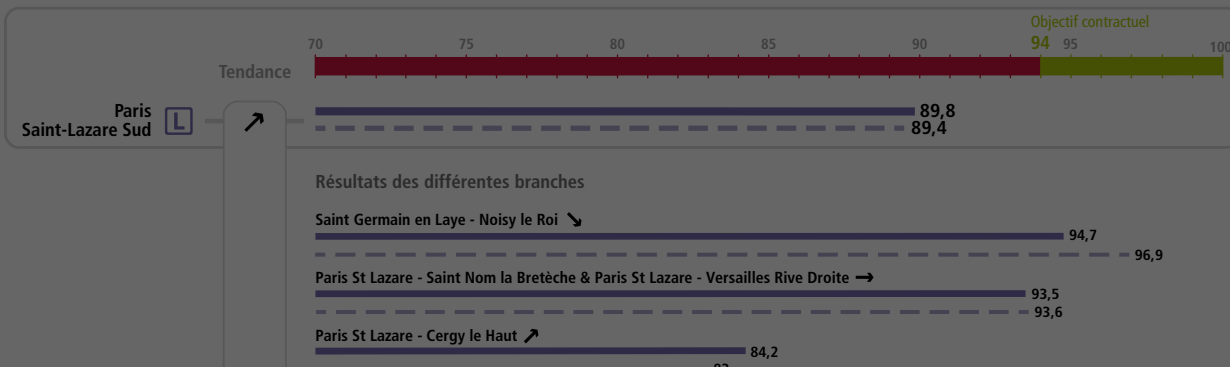 Objectif contractuel
70 75 80 85 90 94 95 100
Tendance
Paris
Saint-Lazare Sud L
89,8
89,4
Résultats des différentes branches
Saint Germain en Laye - Noisy le Roi
94,7
96,9
Paris St Lazare - Saint Nom la Bretèche & Paris St Lazare - Versailles Rive Droite
93,5
93,6
Paris St Lazare - Cergy le Haut
84,2